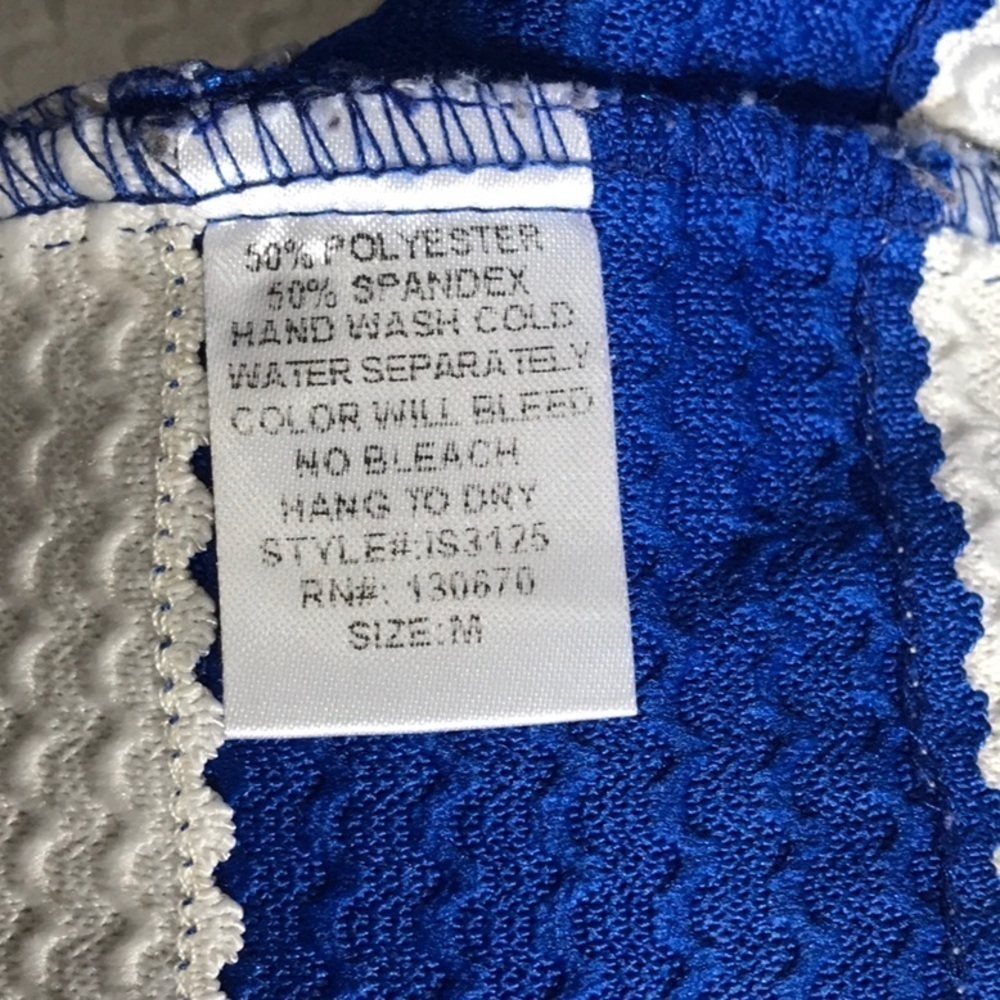 50% POLYESTER
50% SPANDEX
HAND WASH COLD
WATER SEPARATELY
COLOR WILL BLEED
NO BLEACH
HANG TO DRY
STYLE#:IS3125
RN#: 130670
SIZE:M